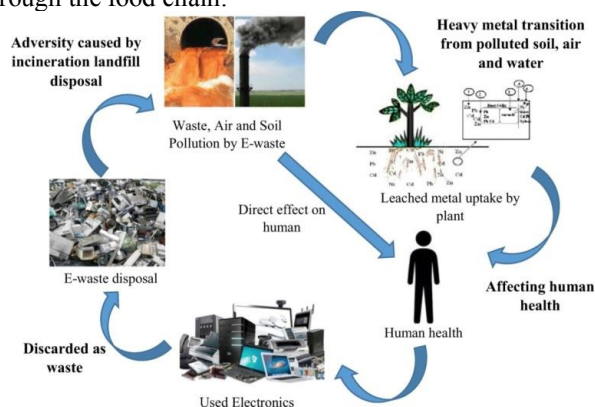 rough the food chain.
Adversity caused by
incineration landfill
disposal
Heavy metal transition
from polluted soil, air
and water
Waste, Air and Soil
Pollution by E-waste
Leached metal uptake by
plant
Direct effect on
human
E-waste disposal
Affecting human
health
Human health
Discarded as
waste
Used Electronics